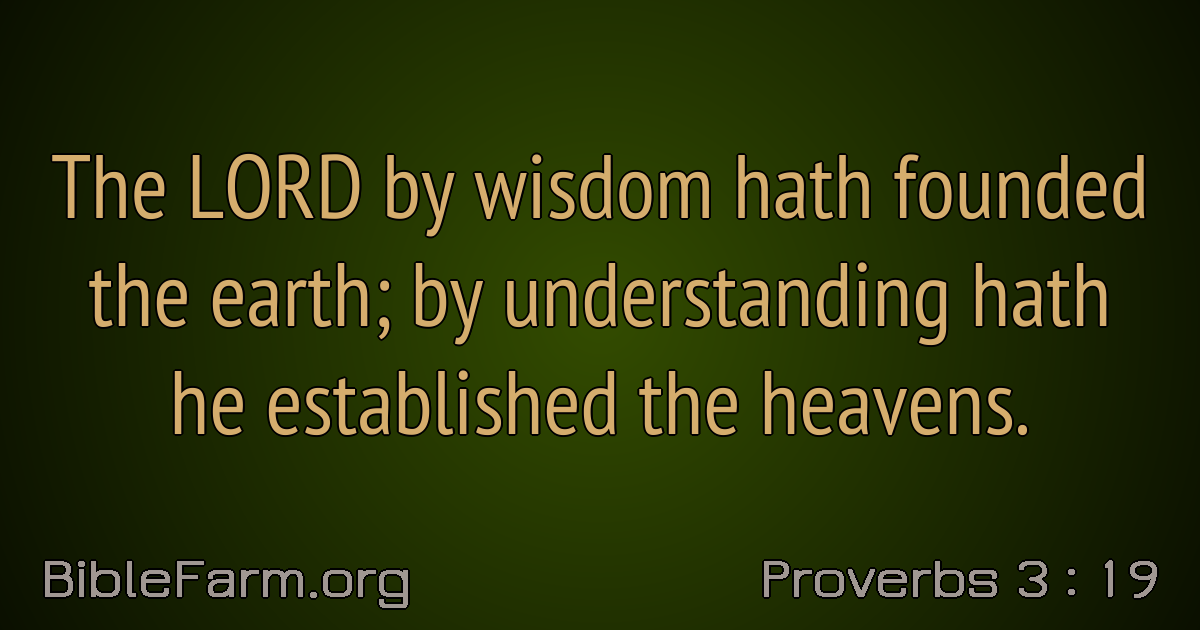 The LORD by wisdom hath founded
the earth; by understanding hath
he established the heavens.
BibleFarm.org
Proverbs 3 : 19